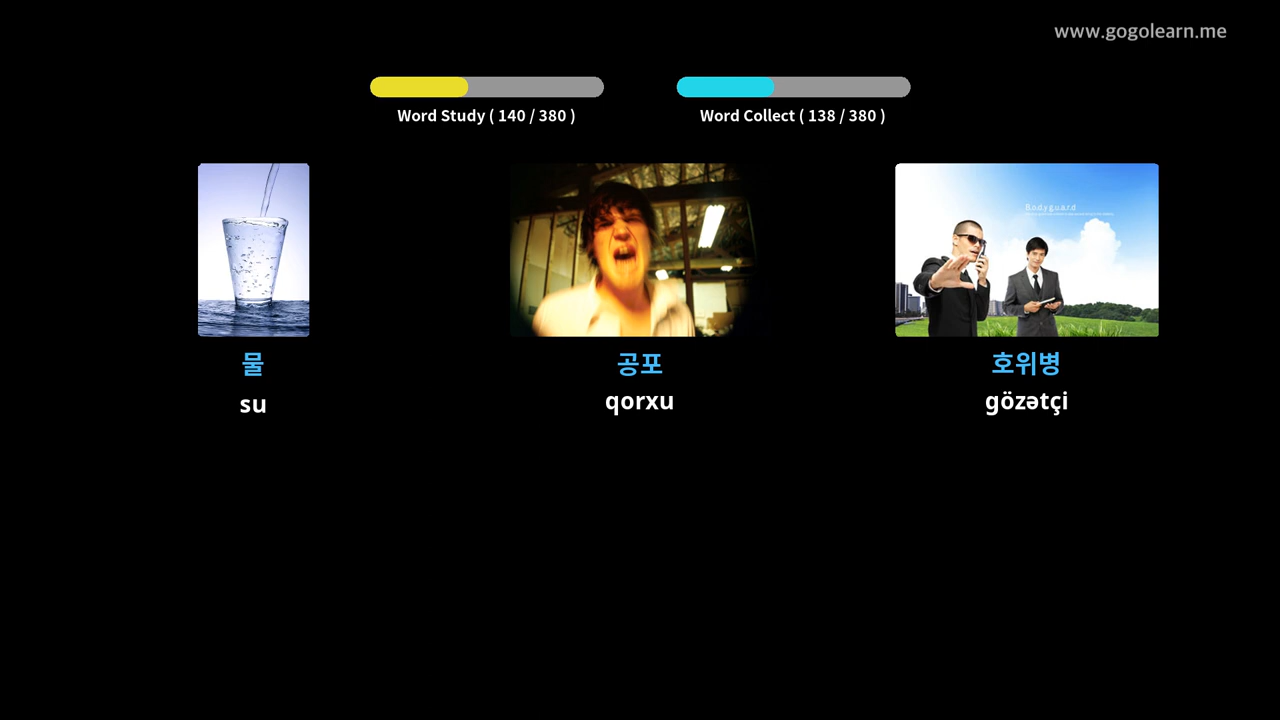 www.gogolearn.me
Word Study ( 140 / 380 )
Word Collect ( 138 / 380 )
Bodyguard
물
공포
호위병
su
qorxu
gözətçi